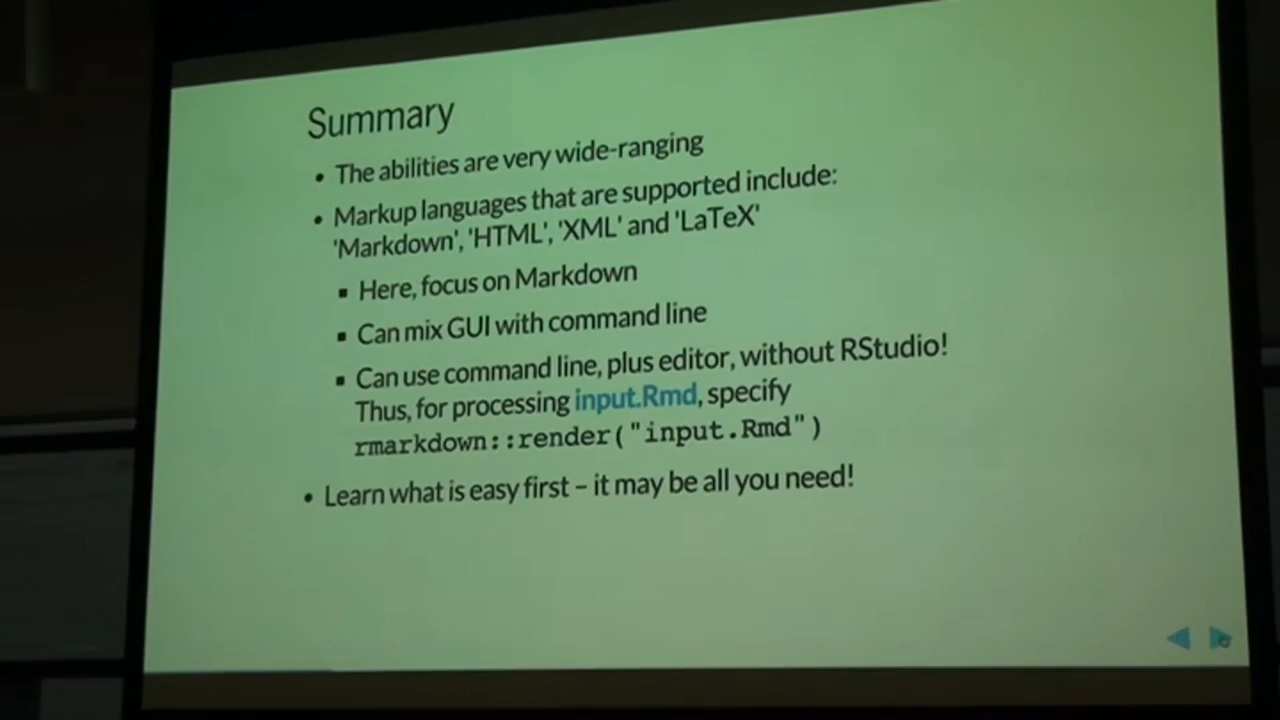 Summary
• The abilities are very wide-ranging
• Markup languages that are supported include:
'Markdown', 'HTML', 'XML' and 'LaTeX'
▪ Here, focus on Markdown
▪ Can mix GUI with command line
▪ Can use command line, plus editor, without RStudio!
Thus, for processing input.Rmd, specify
rmarkdown::render("input.Rmd")
• Learn what is easy first – it may be all you need!